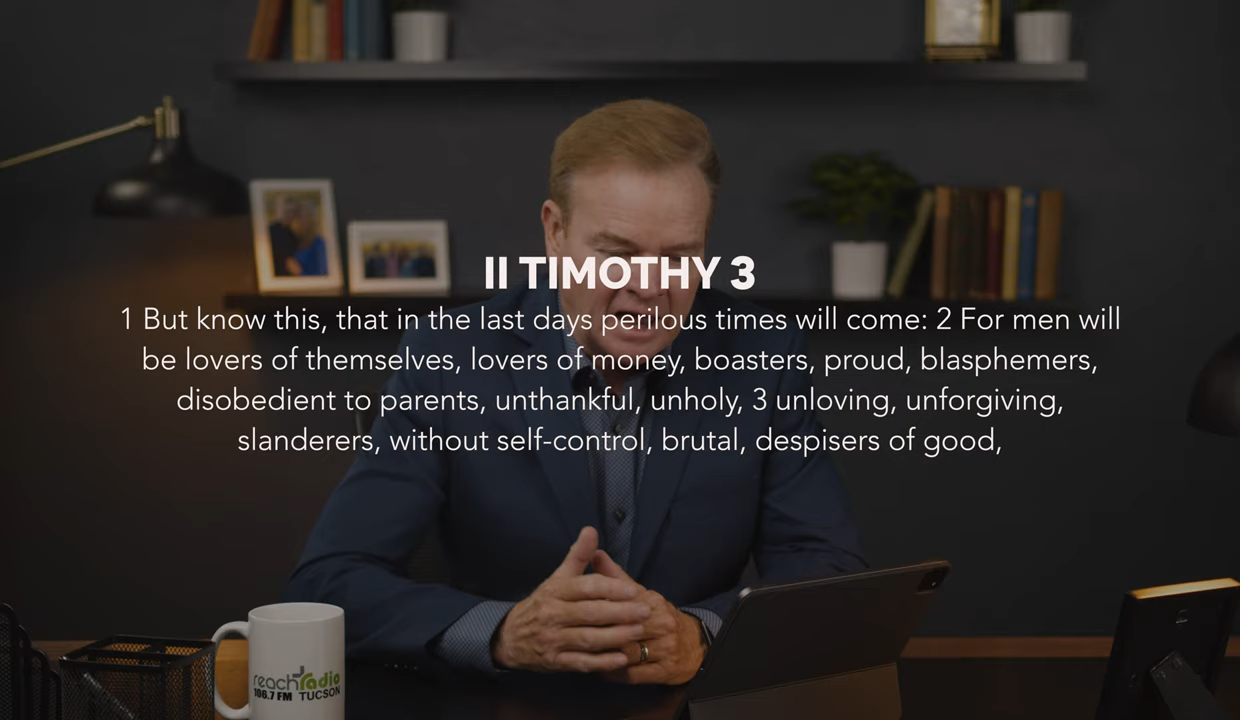 II TIMOTHY 3
1 But know this, that in the last days perilous times will come: 2 For men will
be lovers of themselves, lovers of money, boasters, proud, blasphemers,
disobedient to parents, unthankful, unholy, 3 unloving, unforgiving,
slanderers, without self-control, brutal, despisers of good,
reachradio
106.7 FM TUCSON